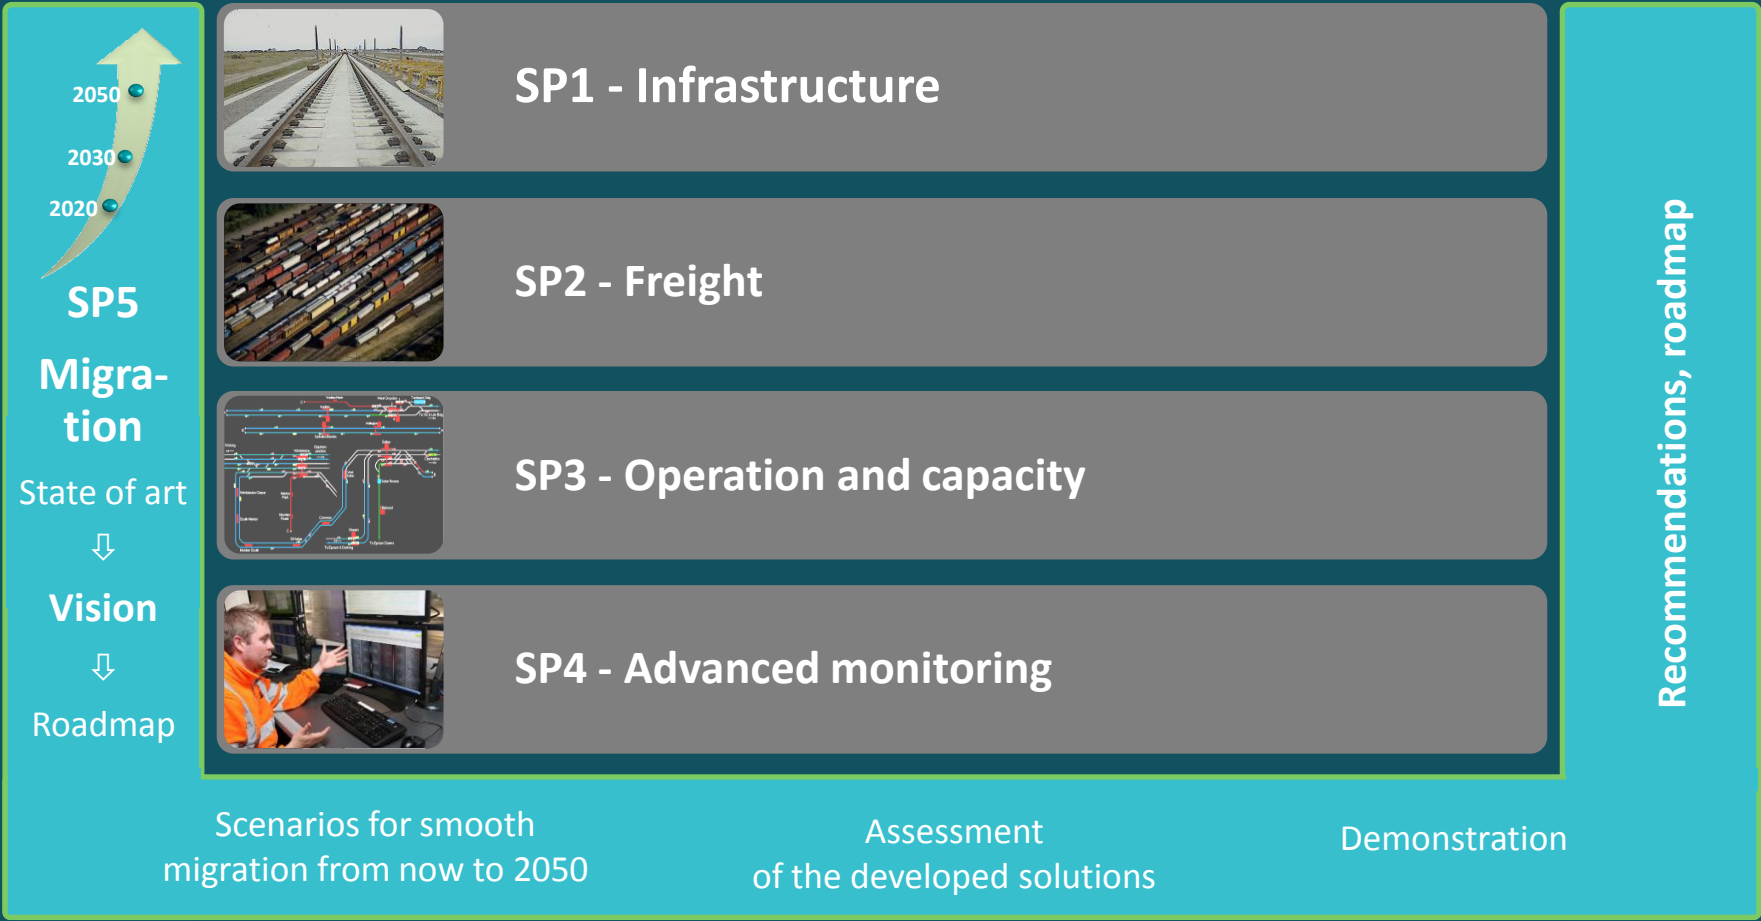 2050
2030
2020
SP5
Migra-
tion
State of art
Vision
Roadmap
SP1 - Infrastructure
SP2 - Freight
SP3 - Operation and capacity
SP4 - Advanced monitoring
Recommendations, roadmap
Scenarios for smooth
migration from now to 2050
Assessment
of the developed solutions
Demonstration